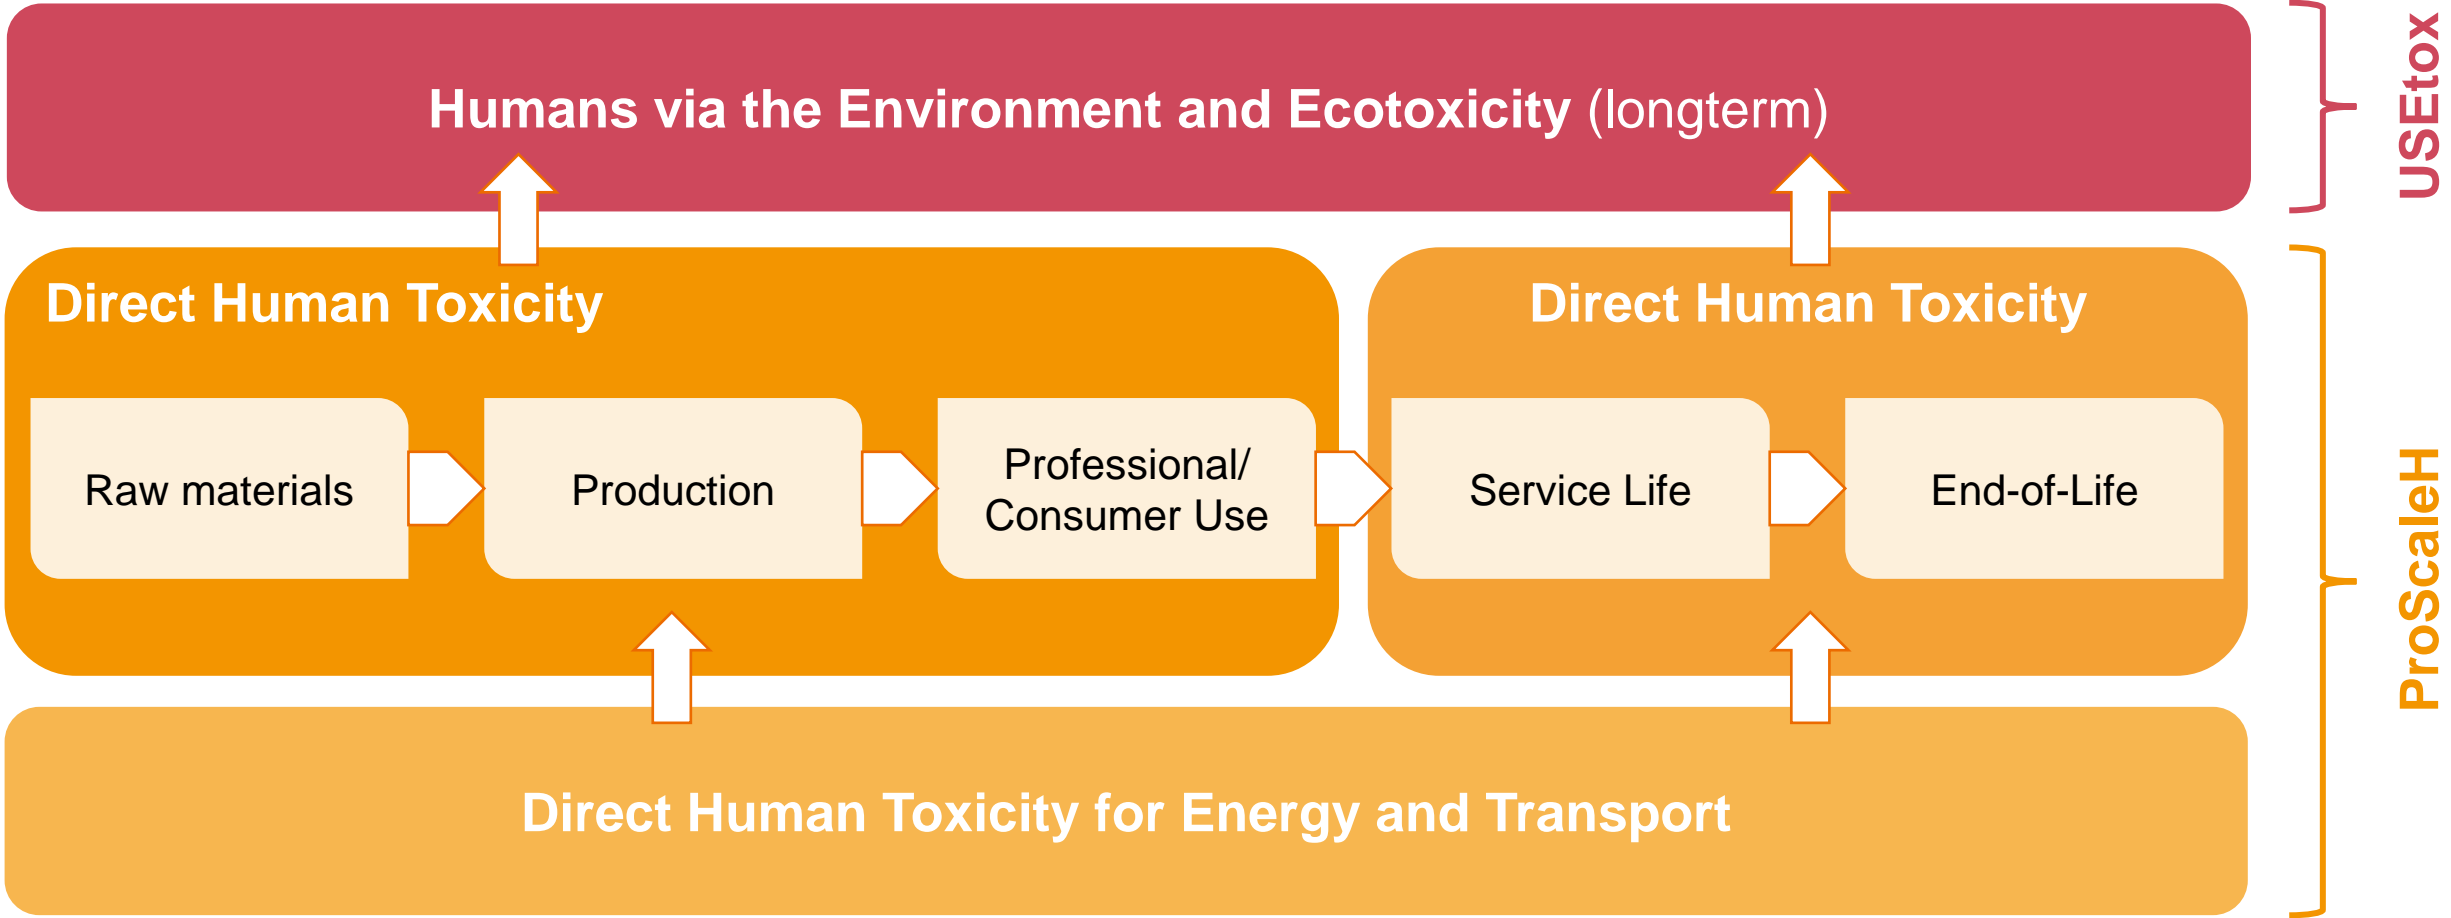 Humans via the Environment and Ecotoxicity (longterm)
USEtox
Direct Human Toxicity
Direct Human Toxicity
Raw materials
Production
Professional/
Consumer Use
Service Life
End-of-Life
ProScaleH
Direct Human Toxicity for Energy and Transport